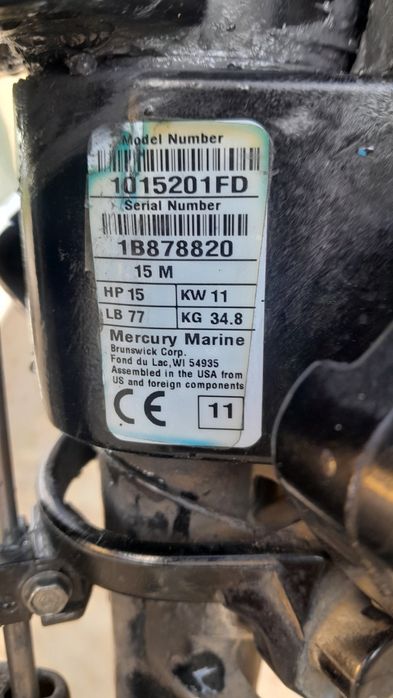 Model Number
1015201FD
Serial Number
1B878820
15 M
HP 15 KW 11
LB 77 KG 34.8
Mercury Marine
Brunswick Corp.
Fond du Lac,WI 54935
Assembled in the USA from
US and foreign components
CE 11